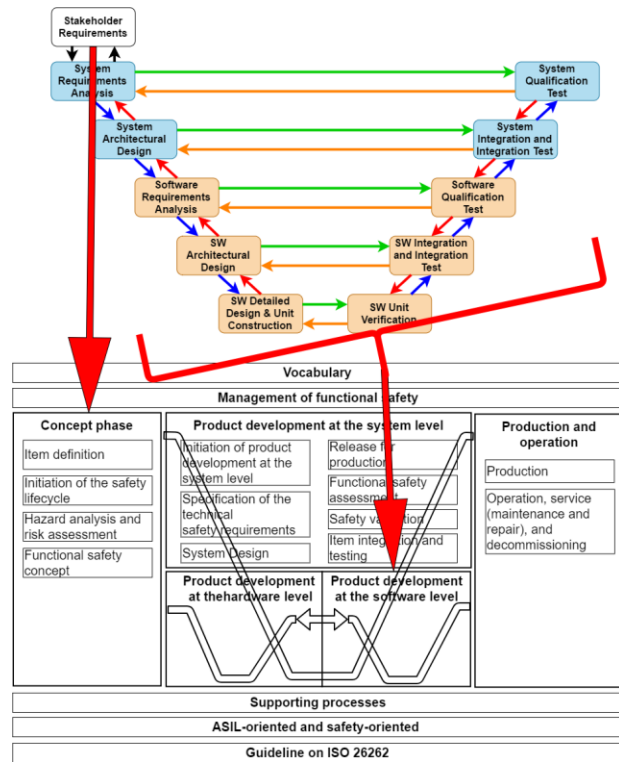 Stakeholder
Requirements
System
Requirements
Analysis
System
Qualification
Test
System
Architectural
Design
System
Integration and
Integration Test
Software
Requirements
Analysis
Software
Qualification
Test
SW
Architectural
Design
SW Integration
and Integration
Test
SW Detailed
Design & Unit
Construction
SW Unit
Verification
Vocabulary
Management of functional safety
Concept phase
Item definition
Initiation of the safety
lifecycle
Hazard analysis and
risk assessment
Functional safety
concept
Product development at the system level
Initiation of product
development at the
system level
Specification of the
technical
safety requirements
System Design
Release for
production
Functional safety
assessment
Safety validation
Item integration and
testing
Product development
at thehardware level
Product development
at the software level
Production and
operation
Production
Operation, service
(maintenance and
repair), and
decommissioning
Supporting processes
ASIL-oriented and safety-oriented
Guideline on ISO 26262